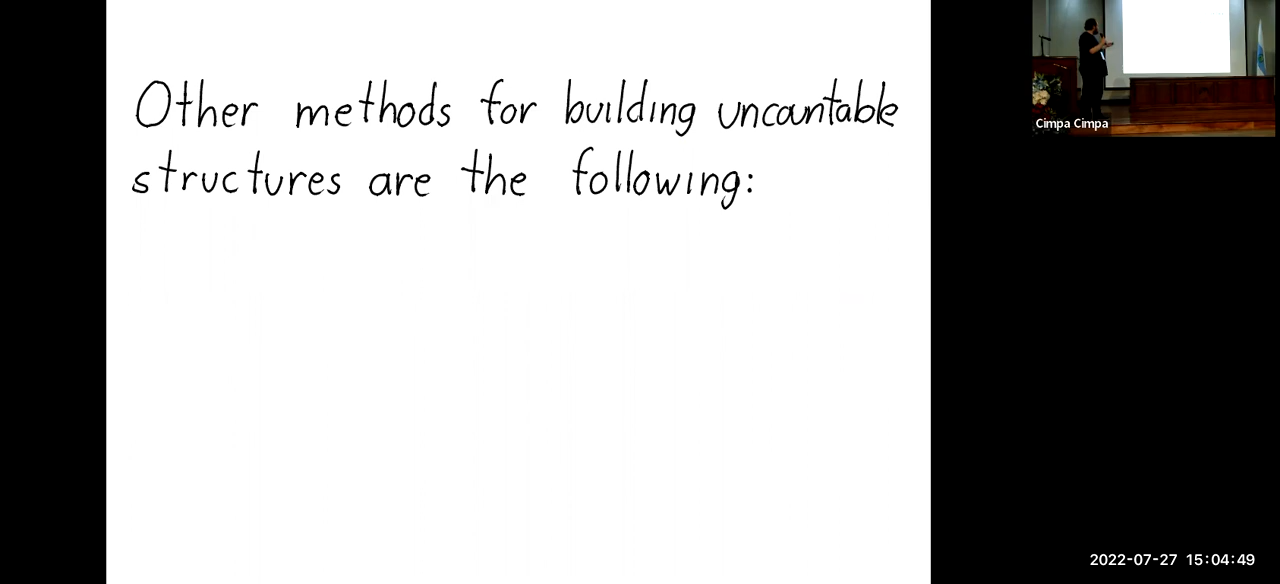 Other methods for building uncountable
structures are the following:
Cimpa Cimpa
2022-07-27 15:04:49